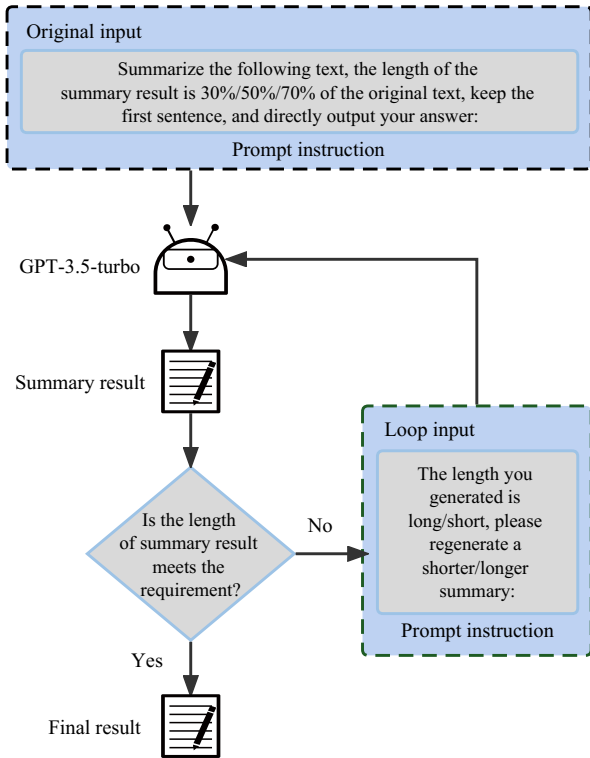 Original input
Summarize the following text, the length of the
summary result is 30%/50%/70% of the original text, keep the
first sentence, and directly output your answer:
Prompt instruction
GPT-3.5-turbo
Summary result
Is the length
of summary result
meets the
requirement?
No
Loop input
The length you
generated is
long/short, please
regenerate a
shorter/longer
summary:
Prompt instruction
Yes
Final result